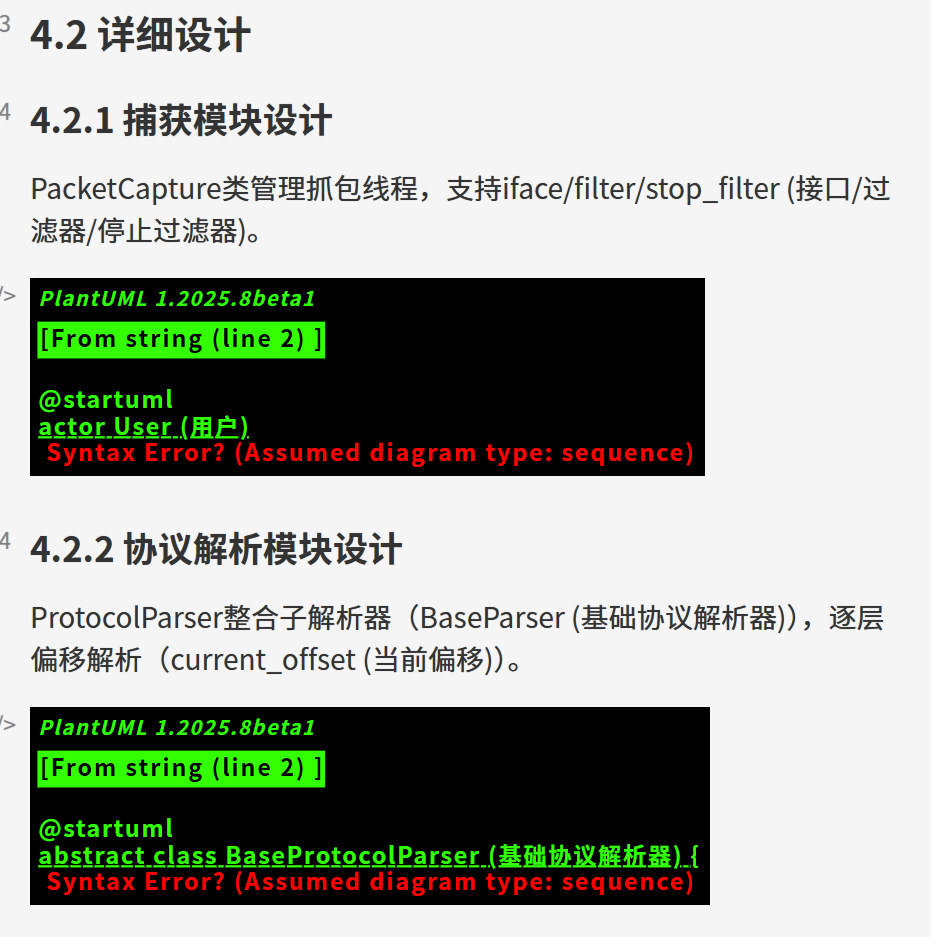 3
4.2 详细设计
4
4.2.1 捕获模块设计
PacketCapture类管理抓包线程，支持iface/filter/stop_filter (接口/过
滤器/停止过滤器)。
/>
PlantUML 1.2025.8beta1
[From string (line 2) ]
@startuml
actor User (用户)
Syntax Error? (Assumed diagram type: sequence)
4
4.2.2 协议解析模块设计
ProtocolParser整合子解析器（BaseParser (基础协议解析器)），逐层
偏移解析（current_offset (当前偏移)）。
/>
PlantUML 1.2025.8beta1
[From string (line 2) ]
@startuml
abstract class BaseProtocolParser (基础协议解析器) {
Syntax Error? (Assumed diagram type: sequence)